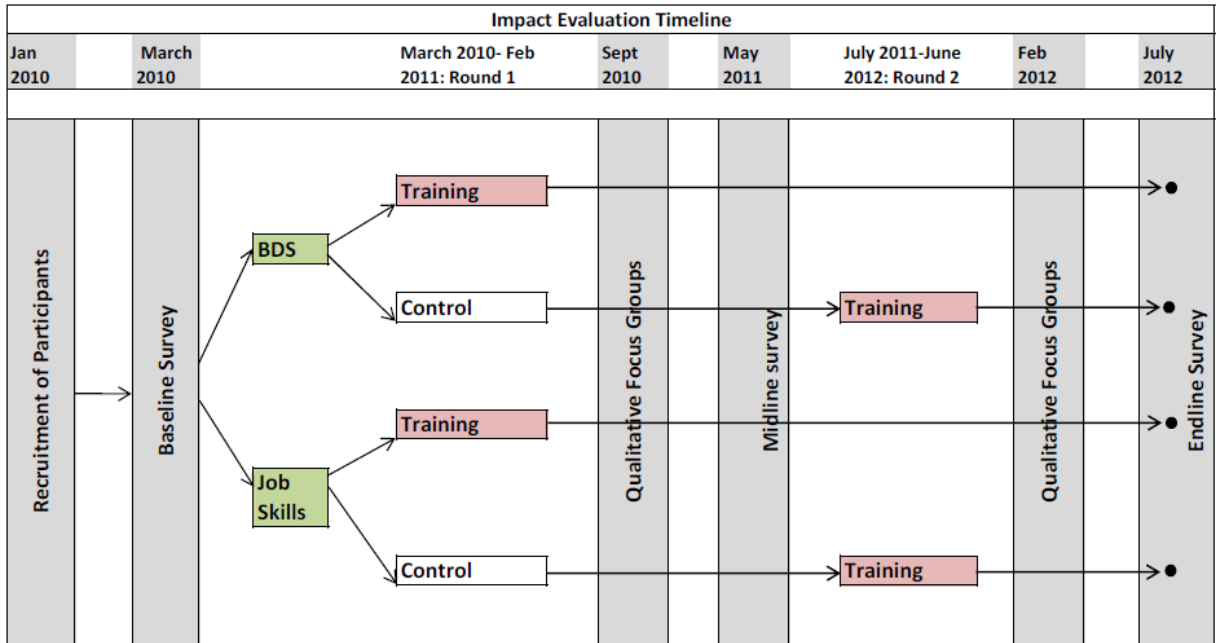 Impact Evaluation Timeline
Jan
2010
March
2010
March 2010- Feb
2011: Round 1
Sept
2010
May
2011
July 2011-June
2012: Round 2
Feb
2012
July
2012
Recruitment of Participants
Baseline Survey
BDS
Job
Skills
Training
Control
Training
Control
Qualitative Focus Groups
Midline survey
Training
Training
Qualitative Focus Groups
Endline Survey